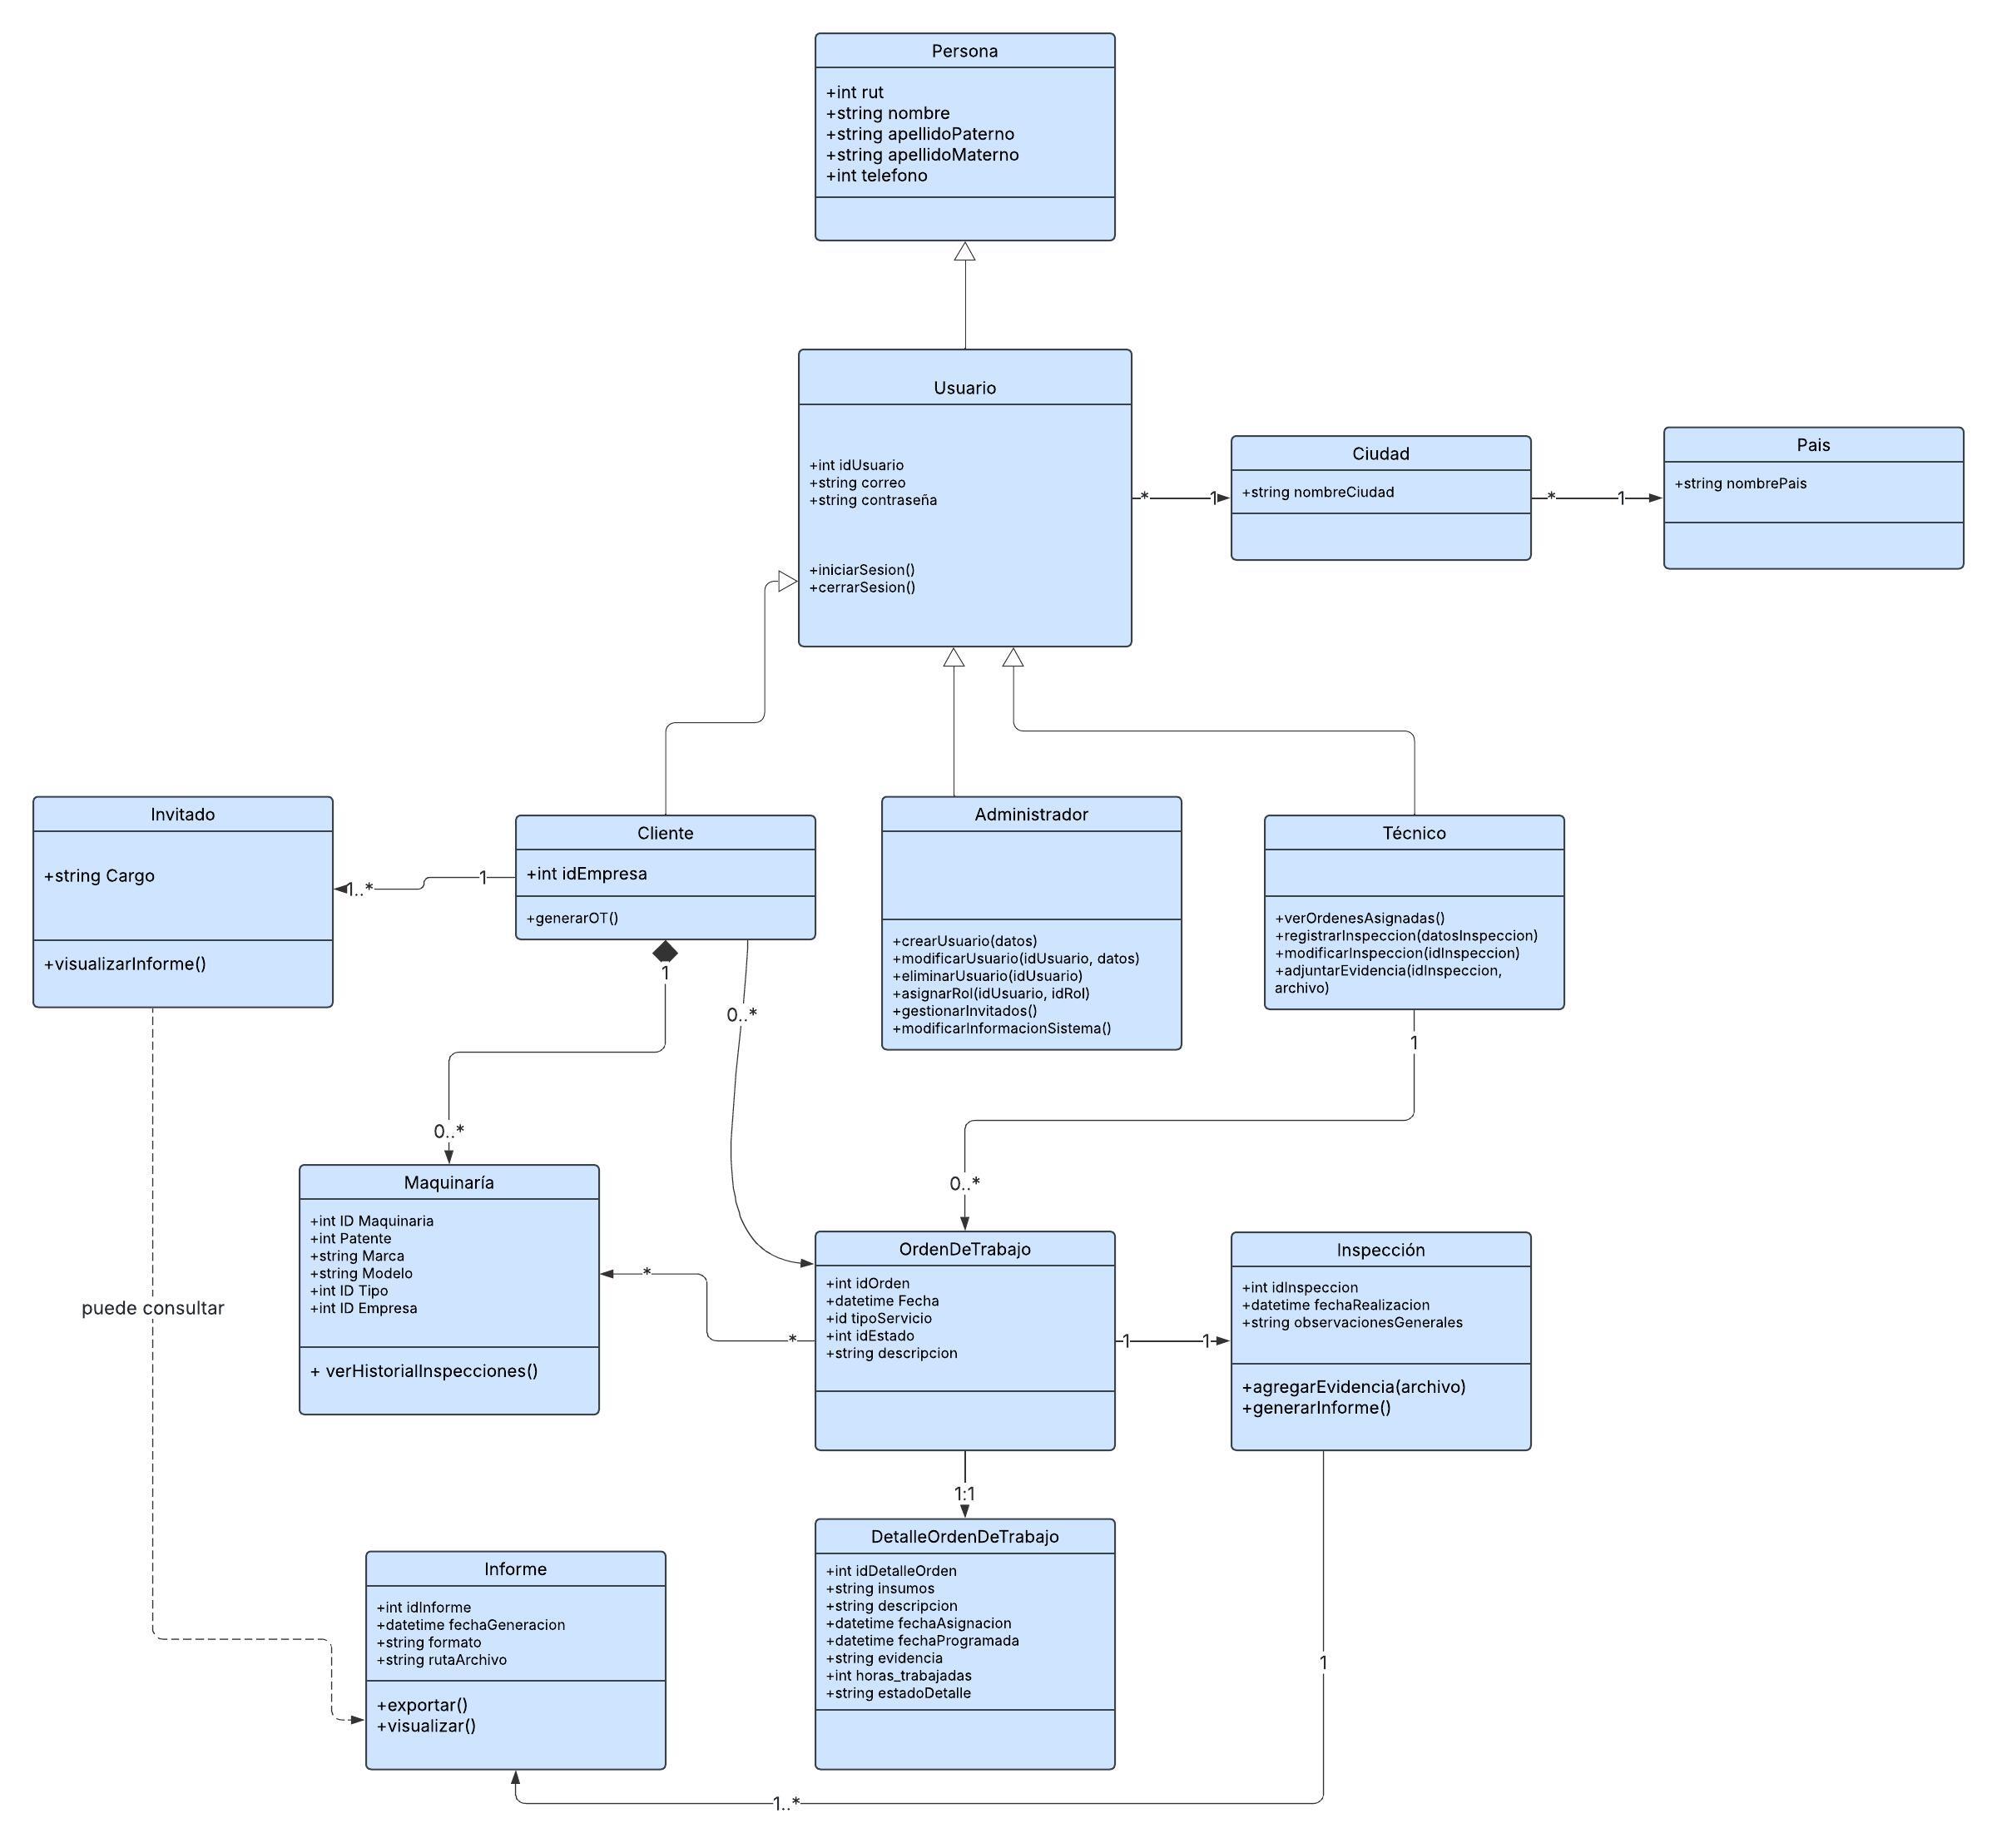 Persona
+int rut
+string nombre
+string apellidoPaterno
+string apellidoMaterno
+int telefono
Usuario
+int idUsuario
+string correo
+string contraseña
+iniciarSesion()
+cerrarSesion()
*
1
Ciudad
+string nombreCiudad
*
1
Pais
+string nombrePais
Invitado
+string Cargo
+visualizarInforme()
1..*
1
Cliente
+int idEmpresa
+generarOT()
Administrador
+crearUsuario(datos)
+modificarUsuario(idUsuario, datos)
+eliminarUsuario(idUsuario)
+asignarRol(idUsuario, idRol)
+gestionarInvitados()
+modificarInformacionSistema()
Técnico
+verOrdenesAsignadas()
+registrarInspeccion(datosInspeccion)
+modificarInspeccion(idInspeccion)
+adjuntarEvidencia(idInspeccion,
archivo)
1
0..*
1
0..*
0..*
Maquinaría
+int ID Maquinaria
+int Patente
+string Marca
+string Modelo
+int ID Tipo
+int ID Empresa
+ verHistorialInspecciones()
*
*
OrdenDeTrabajo
+int idOrden
+datetime Fecha
+id tipoServicio
+int idEstado
+string descripcion
1
1
Inspección
+int idInspeccion
+datetime fechaRealizacion
+string observacionesGenerales
+agregarEvidencia(archivo)
+generarInforme()
puede consultar
1:1
DetalleOrdenDeTrabajo
+int idDetalleOrden
+string insumos
+string descripcion
+datetime fechaAsignacion
+datetime fechaProgramada
+string evidencia
+int horas_trabajadas
+string estadoDetalle
Informe
+int idInforme
+datetime fechaGeneracion
+string formato
+string rutaArchivo
+exportar()
+visualizar()
1
1..*